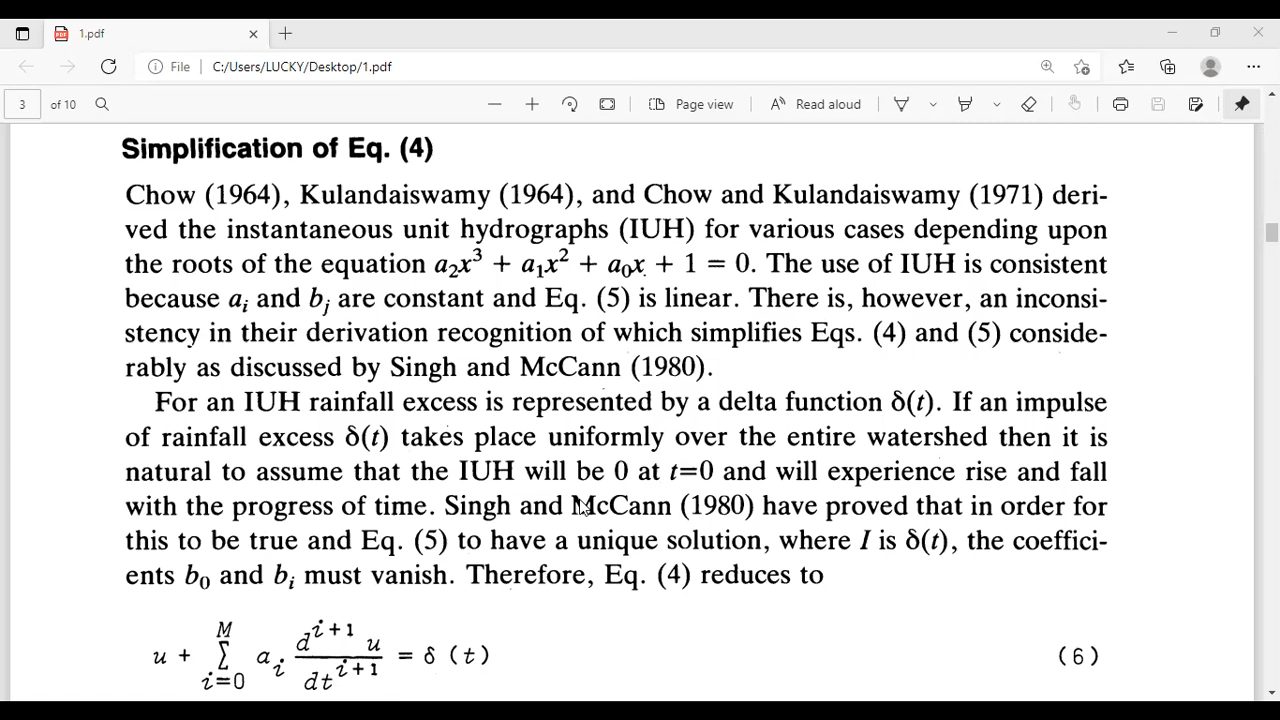 1.pdf
File C:/Users/LUCKY/Desktop/1.pdf
3 of 10 Page view Read aloud
Simplification of Eq. (4)
Chow (1964), Kulandaiswamy (1964), and Chow and Kulandaiswamy (1971) deri-
ved the instantaneous unit hydrographs (IUH) for various cases depending upon
the roots of the equation a₂x³ + a₁x² + a₀x + 1 = 0. The use of IUH is consistent
because aᵢ and bⱼ are constant and Eq. (5) is linear. There is, however, an inconsi-
stency in their derivation recognition of which simplifies Eqs. (4) and (5) conside-
rably as discussed by Singh and McCann (1980).
For an IUH rainfall excess is represented by a delta function δ(t). If an impulse
of rainfall excess δ(t) takes place uniformly over the entire watershed then it is
natural to assume that the IUH will be 0 at t=0 and will experience rise and fall
with the progress of time. Singh and McCann (1980) have proved that in order for
this to be true and Eq. (5) to have a unique solution, where I is δ(t), the coeffici-
ents b₀ and bᵢ must vanish. Therefore, Eq. (4) reduces to
u + M Σ i=0 aᵢ dⁱ⁺¹ u / dtⁱ⁺¹ = δ (t) (6)